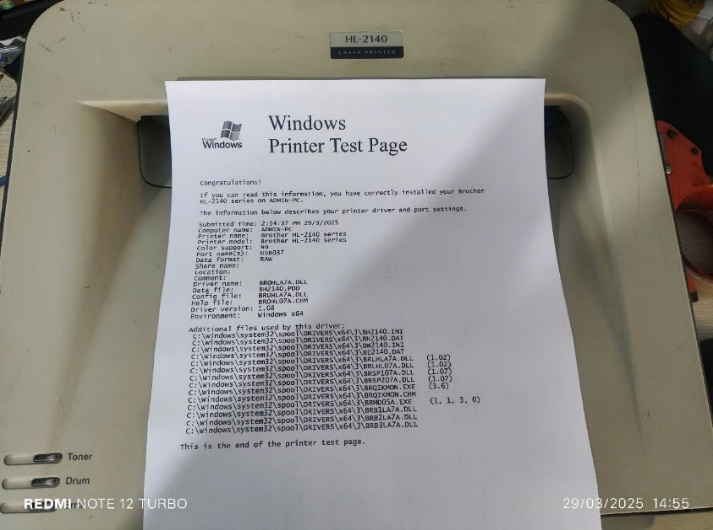 HL-2140
LASER PRINTER
Windows
Windows
Printer Test Page
Congratulations!
If you can read this information, you have correctly installed your Brother
HL-2140 series on ADMIN-PC.
The information below describes your printer driver and port settings.
Submitted Time: 2:54:37 PM 29/3/2025
Computer name: ADMIN-PC
Printer name: Brother HL-2140 series
Printer model: Brother HL-2140 series
Color support: No
Port name(s): USB037
Data format: RAW
Share name:
Location:
Comment:
Driver name: BROHLA7A.DLL
Data file: BH2140.PDD
Config file: BRUHLA7A.DLL
Help file: BROHL07A.CHM
Driver version: 1.08
Environment: Windows x64
Additional files used by this driver:
C:\Windows\system32\spool\DRIVERS\x64\3\BH2140.INI
C:\Windows\system32\spool\DRIVERS\x64\3\BH2140.DAT
C:\Windows\system32\spool\DRIVERS\x64\3\BW2140.INI
C:\Windows\system32\spool\DRIVERS\x64\3\BI2140.DAT
C:\Windows\system32\spool\DRIVERS\x64\3\BRLHLA7A.DLL (1.02)
C:\Windows\system32\spool\DRIVERS\x64\3\BRLHL07A.DLL (1.02)
C:\Windows\system32\spool\DRIVERS\x64\3\BRSP107A.DLL (1.07)
C:\Windows\system32\spool\DRIVERS\x64\3\BRSPZ07A.DLL (1.07)
C:\Windows\system32\spool\DRIVERS\x64\3\BRQIKMON.EXE (3.6)
C:\Windows\system32\spool\DRIVERS\x64\3\BRQIKMON.CHM
C:\Windows\system32\spool\DRIVERS\x64\3\BRMD05A.EXE (1, 1, 3, 0)
C:\Windows\system32\spool\DRIVERS\x64\3\BRB1LA7A.DLL
C:\Windows\system32\spool\DRIVERS\x64\3\BRB2LA7A.DLL
C:\Windows\system32\spool\DRIVERS\x64\3\BRB3LA7A.DLL
This is the end of the printer test page.
Toner
Drum
REDMI NOTE 12 TURBO
29/03/2025 14:55